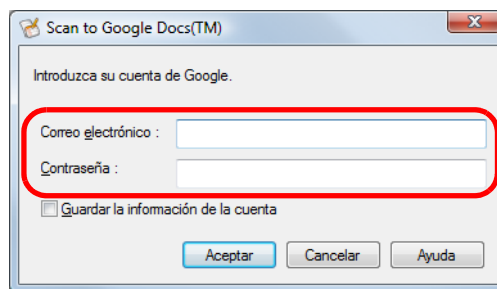 Scan to Google Docs(TM)
Introduzca su cuenta de Google.
Correo electrónico :
Contraseña :
Guardar la información de la cuenta
Aceptar Cancelar Ayuda